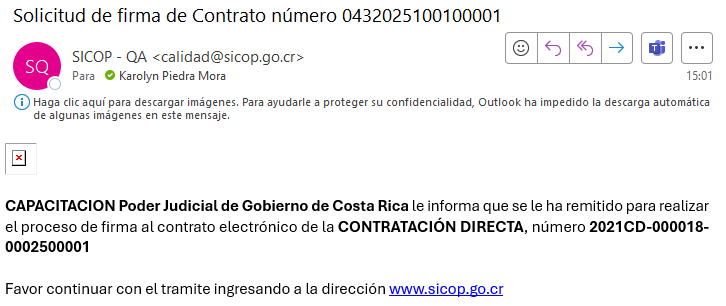 Solicitud de firma de Contrato número 0432025100100001
SQ
SICOP - QA <calidad@sicop.go.cr>
Para Karolyn Piedra Mora
15:01
Haga clic aquí para descargar imágenes. Para ayudarle a proteger su confidencialidad, Outlook ha impedido la descarga automática
de algunas imágenes en este mensaje.
CAPACITACION Poder Judicial de Gobierno de Costa Rica le informa que se le ha remitido para realizar
el proceso de firma al contrato electrónico de la CONTRATACIÓN DIRECTA, número 2021CD-000018-
0002500001
Favor continuar con el tramite ingresando a la dirección www.sicop.go.cr